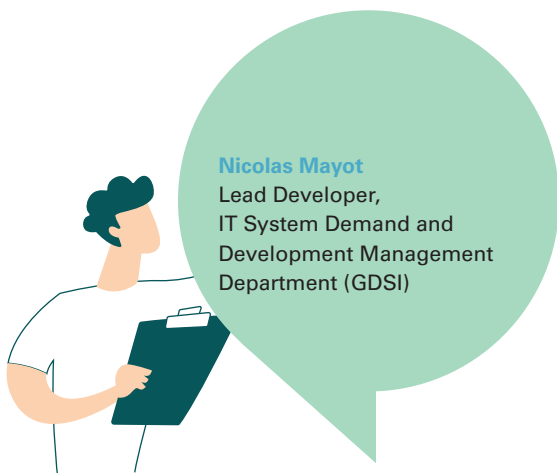 Nicolas Mayot
Lead Developer,
IT System Demand and
Development Management
Department (GDSI)